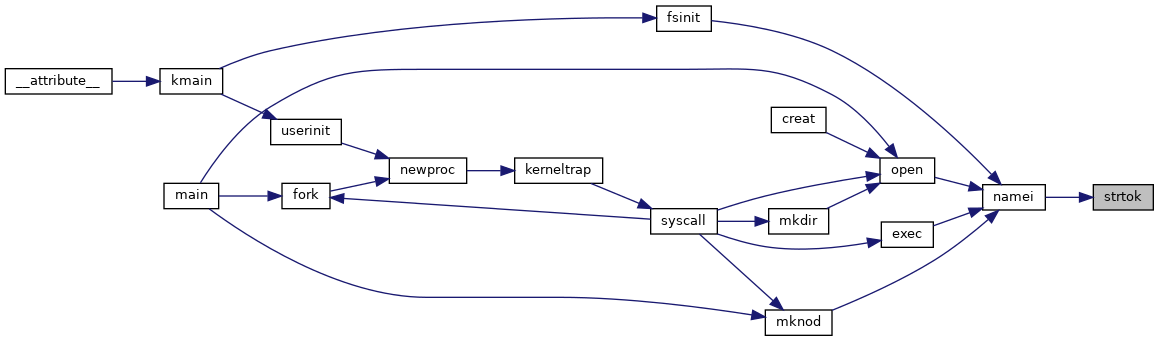 fsinit
__attribute__
kmain
creat
userinit
newproc
kerneltrap
open
main
fork
namei
strtok
syscall
mkdir
exec
mknod